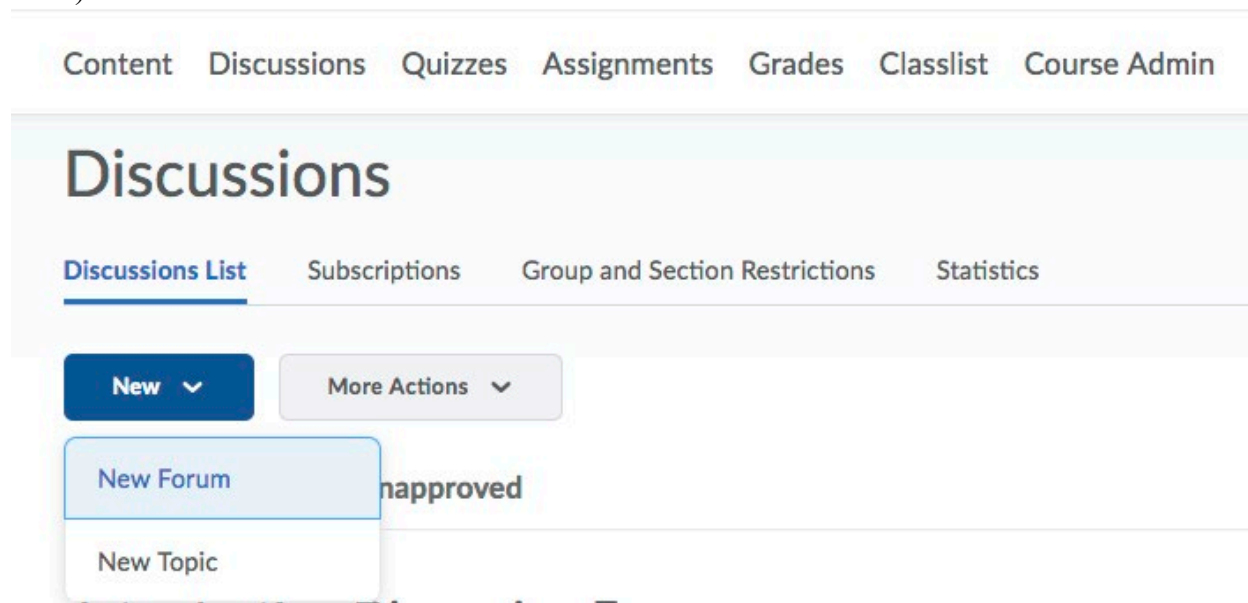 Content Discussions Quizzes Assignments Grades Classlist Course Admin
Discussions
Discussions List Subscriptions Group and Section Restrictions Statistics
New More Actions
New Forum
New Topic